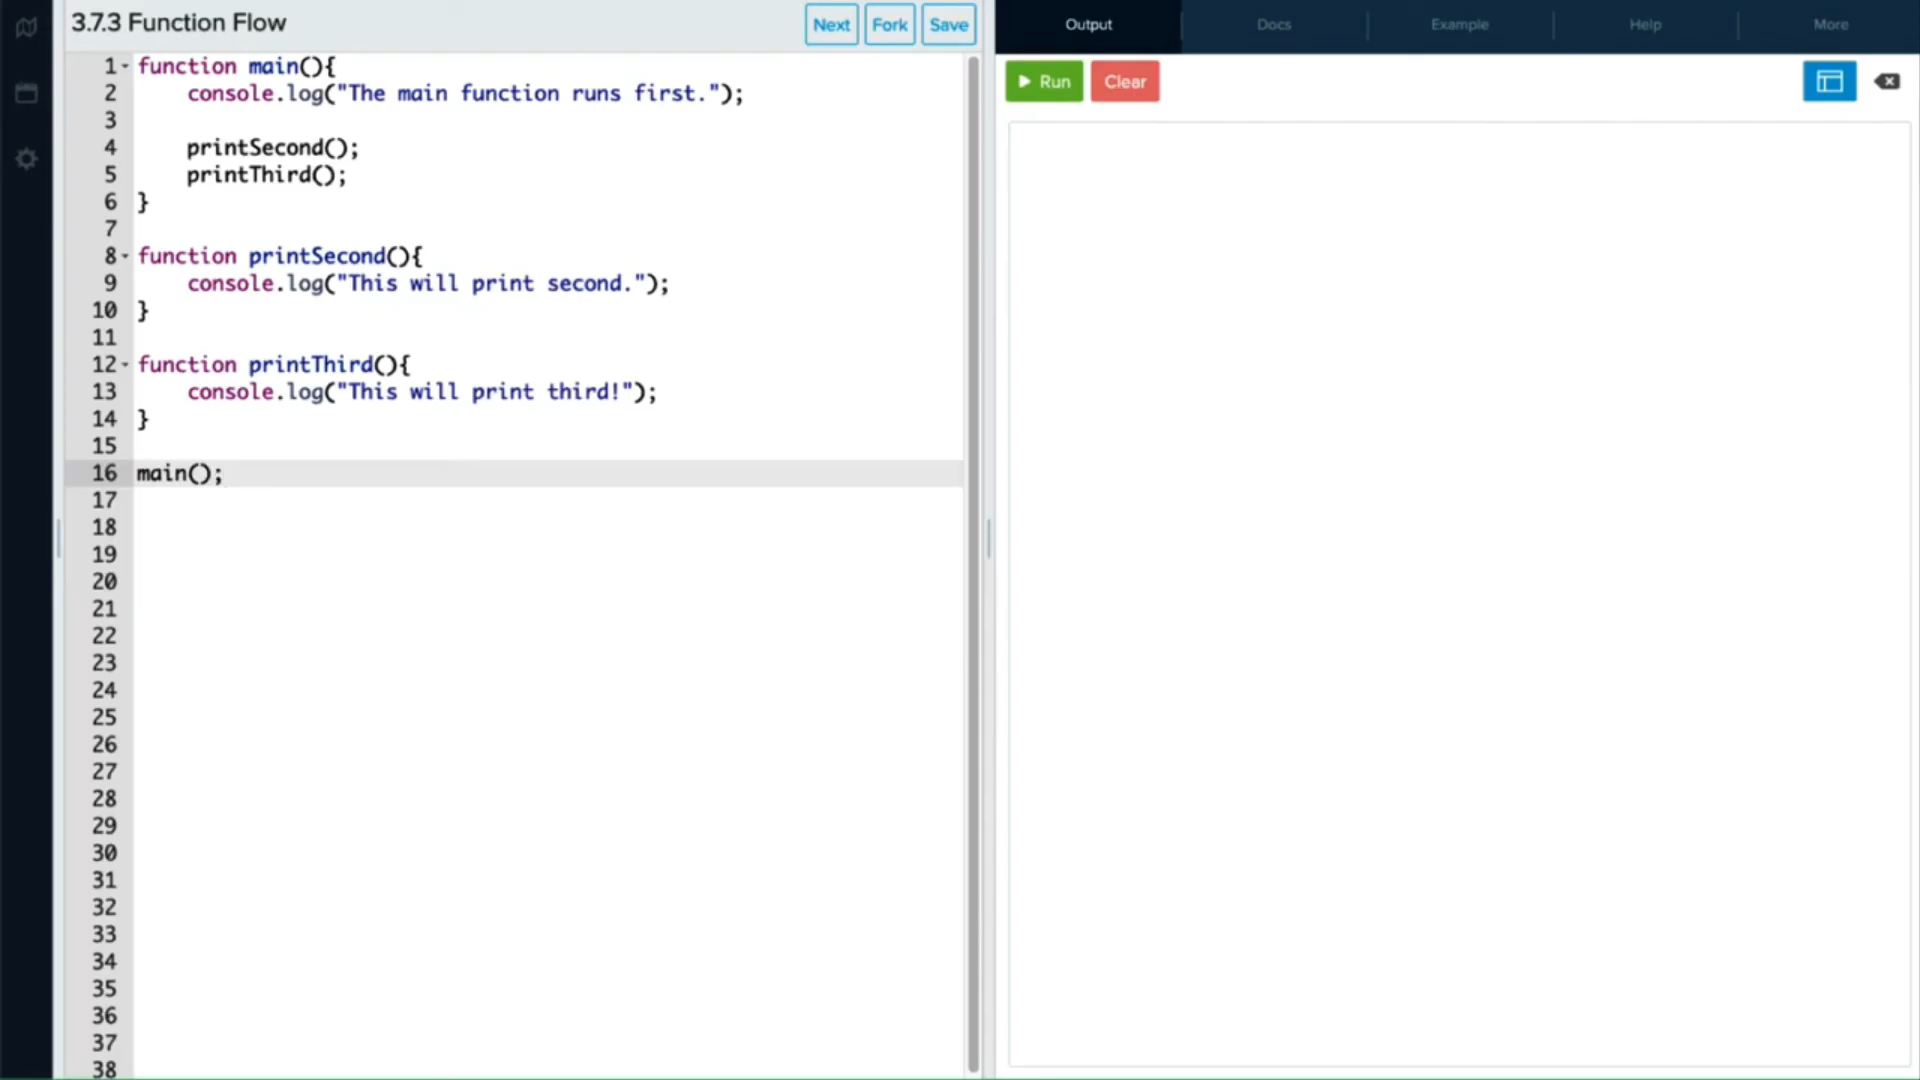 3.7.3 Function Flow
Next
Fork
Save
Output
Docs
Example
Help
More
Run
Clear
1 function main(){
2     console.log("The main function runs first.");
3
4     printSecond();
5     printThird();
6 }
7
8 function printSecond(){
9     console.log("This will print second.");
10 }
11
12 function printThird(){
13     console.log("This will print third!");
14 }
15
16 main();
17
18
19
20
21
22
23
24
25
26
27
28
29
30
31
32
33
34
35
36
37
38